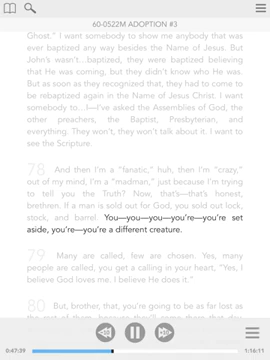 60-0522M ADOPTION #3
Ghost." I want somebody to show me anybody that was
ever baptized any way besides the Name of Jesus. But
John's wasn't...baptized, they were baptized believing
that He was coming, but they didn't know who He was.
But as soon as they recognized that, they had to come to
be rebaptized again in the Name of Jesus Christ. I want
somebody to...I—I've asked the Assemblies of God, the
other preachers, the Baptist, Presbyterian, and
everything. They won't, they won't talk about it. I want to
see the Scripture.
78 And then I'm a "fanatic," huh, then I'm "crazy,"
out of my mind, I'm a "madman," just because I'm trying
to tell you the Truth? Now, that's—that's honest,
brethren. If a man is sold out for God, you sold out lock,
stock, and barrel. You—you—you—you're—you're set
aside, you're—you're a different creature.
79 Many are called, few are chosen. Yes, many
people are called, you get a calling in your heart, "Yes, I
believe God loves me. I believe He does it."
80 But, brother, that, you're going to be as far lost as
0:47:39
1:16:11